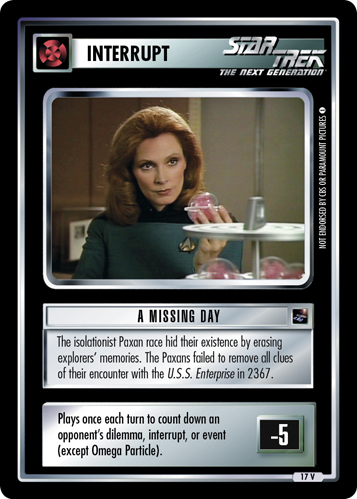 INTERRUPT
STAR TREK
THE NEXT GENERATION
NOT ENDORSED BY CBS OR PARAMOUNT PICTURES
A MISSING DAY
The isolationist Paxan race hid their existence by erasing
explorers' memories. The Paxans failed to remove all clues
of their encounter with the U.S.S. Enterprise in 2367.
Plays once each turn to count down an
opponent's dilemma, interrupt, or event
(except Omega Particle).
-5
17 V